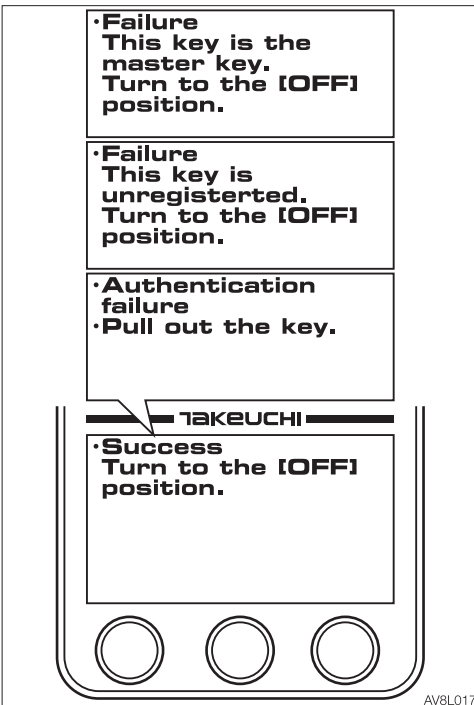 ·Failure
This key is the
master key.
Turn to the [OFF]
position.
·Failure
This key is
unregisterted.
Turn to the [OFF]
position.
·Authentication
failure
·Pull out the key.
TAKEUCHI
·Success
Turn to the [OFF]
position.
AV8L017